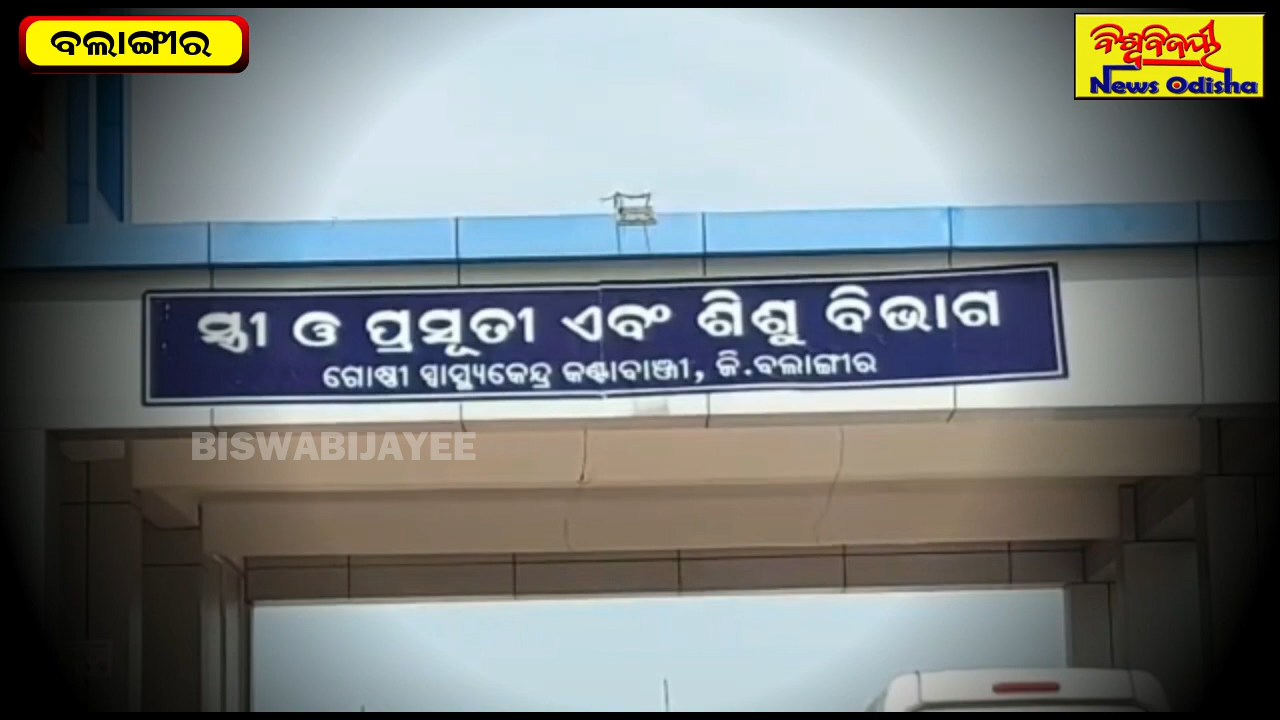 ବଲାଙ୍ଗୀର
ବିଶ୍ୱବିଜୟୀ
News Odisha
ସ୍ତ୍ରୀ ଓ ପ୍ରସୂତୀ ଏବଂ ଶିଶୁ ବିଭାଗ
ଗୋଷ୍ଠୀ ସ୍ୱାସ୍ଥ୍ୟକେନ୍ଦ୍ର କଣ୍ଟାବାଞ୍ଜୀ, ଜି.ବଲାଙ୍ଗୀର
BISWABIJAYEE